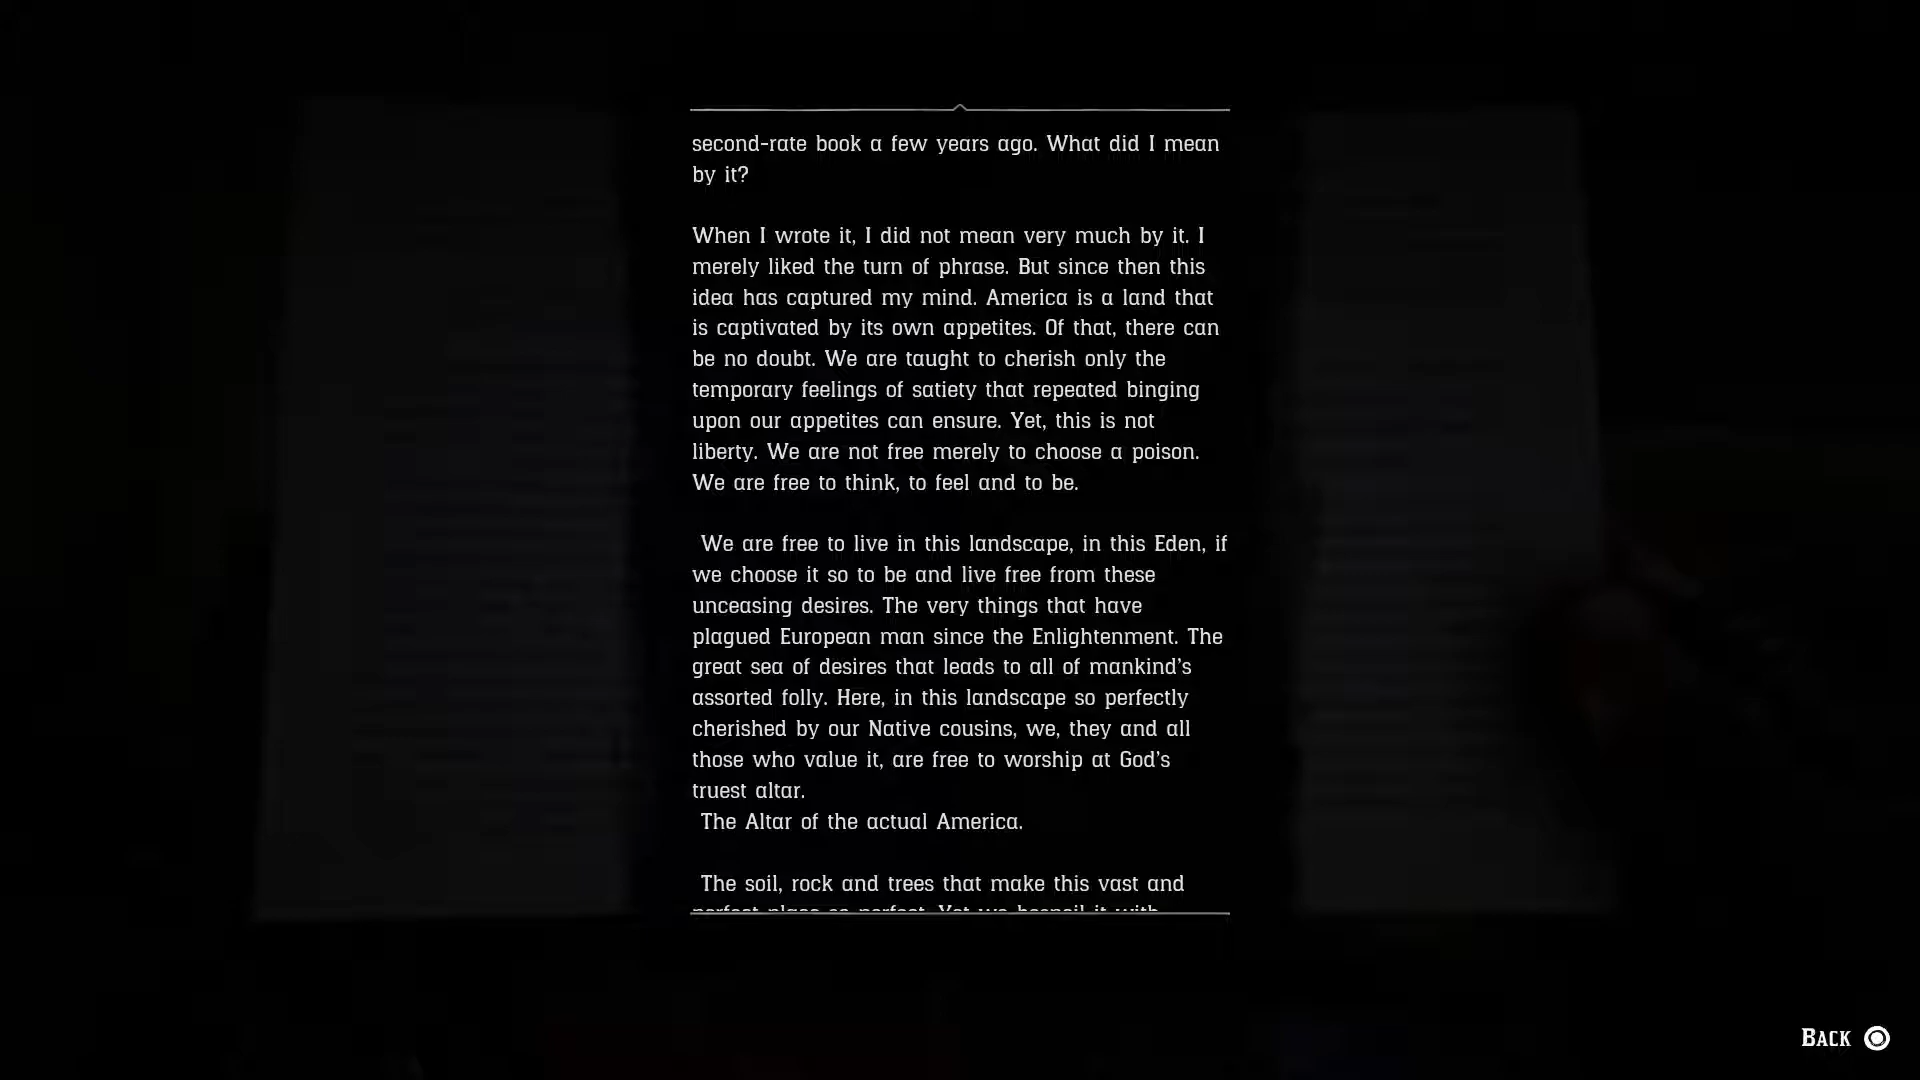 second-rate book a few years ago. What did I mean
by it?
When I wrote it, I did not mean very much by it. I
merely liked the turn of phrase. But since then this
idea has captured my mind. America is a land that
is captivated by its own appetites. Of that, there can
be no doubt. We are taught to cherish only the
temporary feelings of satiety that repeated binging
upon our appetites can ensure. Yet, this is not
liberty. We are not free merely to choose a poison.
We are free to think, to feel and to be.
We are free to live in this landscape, in this Eden, if
we choose it so to be and live free from these
unceasing desires. The very things that have
plagued European man since the Enlightenment. The
great sea of desires that leads to all of mankind's
assorted folly. Here, in this landscape so perfectly
cherished by our Native cousins, we, they and all
those who value it, are free to worship at God's
truest altar.
The Altar of the actual America.
The soil, rock and trees that make this vast and
perfect place so perfect. Yet we despoil it with
BACK